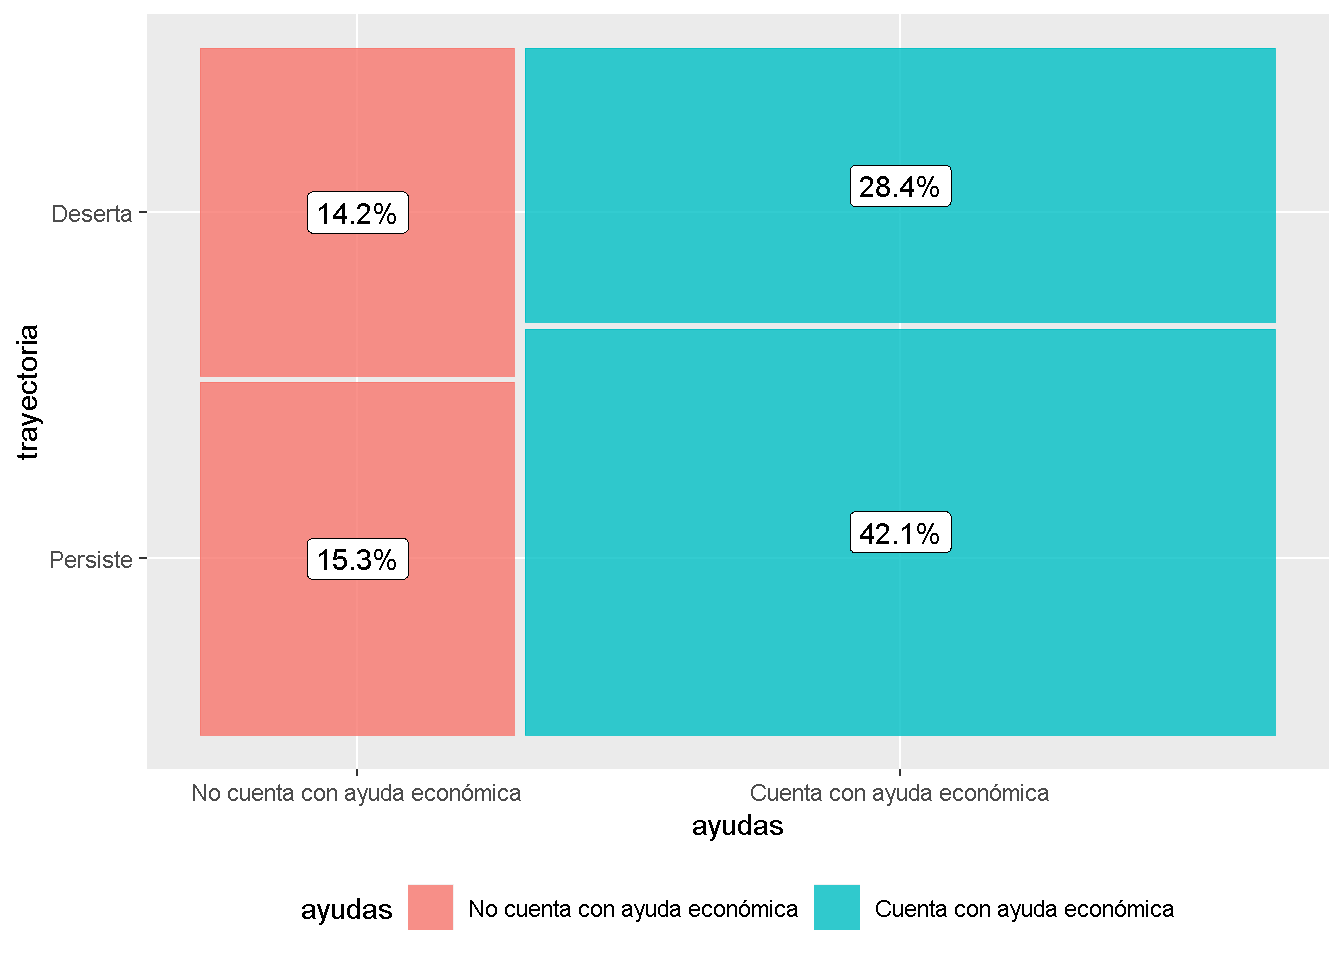 trayectoria
Deserta
Persiste
14.2%
28.4%
15.3%
42.1%
No cuenta con ayuda económica
Cuenta con ayuda económica
ayudas
ayudas
No cuenta con ayuda económica
Cuenta con ayuda económica